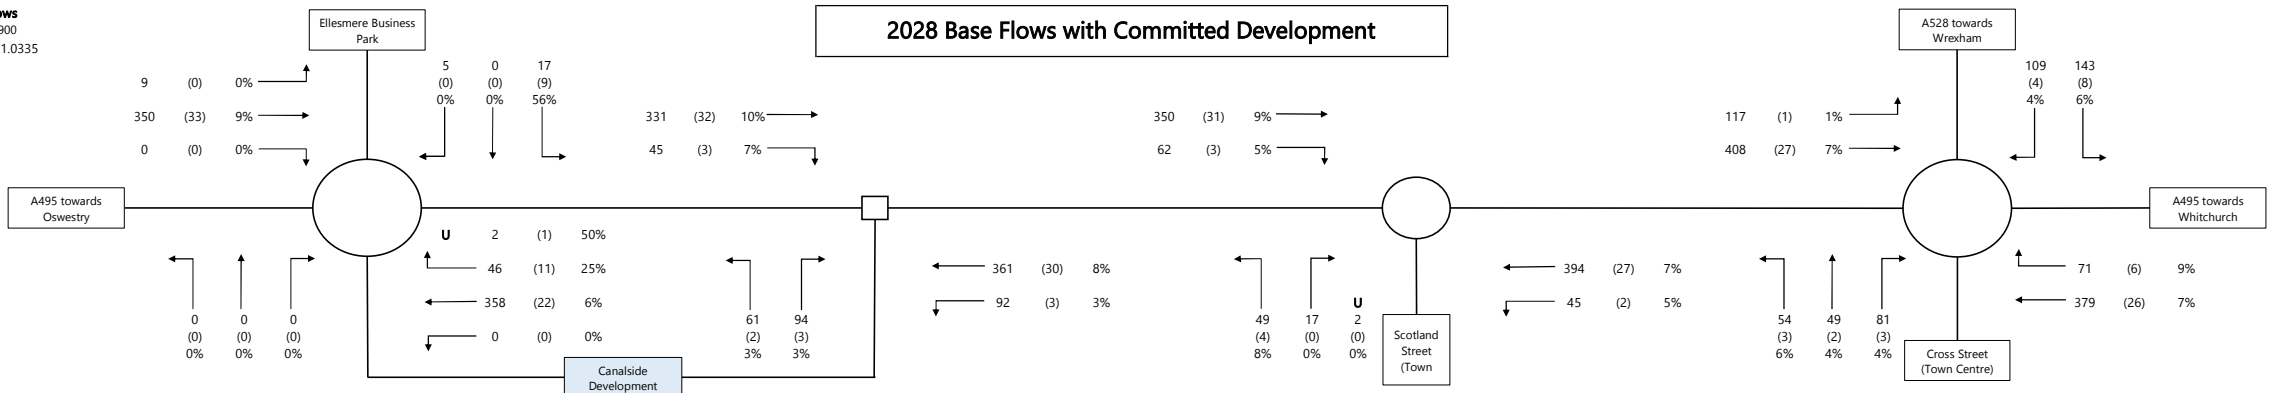 ows
900
1.0335
Ellesmere Business
Park
2028 Base Flows with Committed Development
A528 towards
Wrexham
9 (0) 0%
350 (33) 9%
0 (0) 0%
5 0 17
(0) (0) (9)
0% 0% 56%
331 (32) 10%
45 (3) 7%
350 (31) 9%
62 (3) 5%
117 (1) 1%
408 (27) 7%
109 143
(4) (8)
4% 6%
A495 towards
Oswestry
A495 towards
Whitchurch
U 2 (1) 50%
46 (11) 25%
358 (22) 6%
0 (0) 0%
0 0 0
(0) (0) (0)
0% 0% 0%
61 94
(2) (3)
3% 3%
361 (30) 8%
92 (3) 3%
U
49 17 2
(4) (0) (0)
8% 0% 0%
Scotland
Street
(Town
394 (27) 7%
45 (2) 5%
54 49 81
(3) (2) (3)
6% 4% 4%
71 (6) 9%
379 (26) 7%
Cross Street
(Town Centre)
Canalside
Development